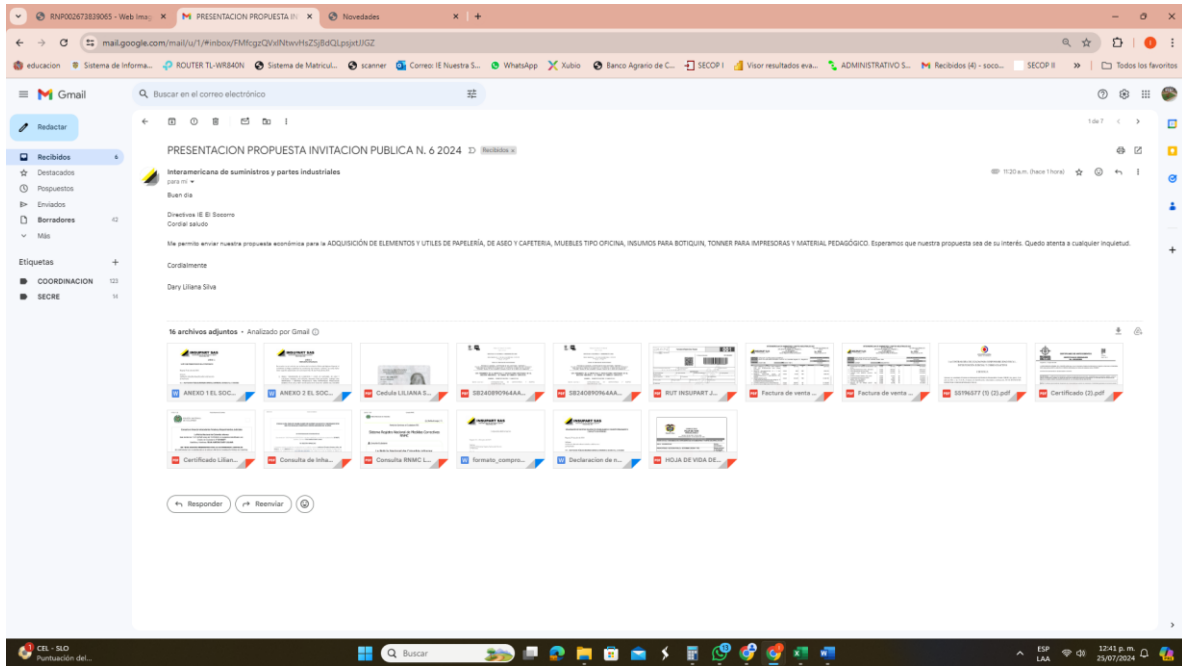 RNP002673839065 - Web Imag
PRESENTACION PROPUESTA IN
Novedades
mail.google.com/mail/u/1/#inbox/FMfcgzQVxlNtwvHsZSjBdQLpsjxtJJGZ
educacion
Sistema de Informa...
ROUTER TL-WR840N
Sistema de Matricul...
scanner
Correo: IE Nuestra S...
WhatsApp
Xubio
Banco Agrario de C...
SECOP I
Visor resultados eva...
ADMINISTRATIVO S...
Recibidos (4) - soco...
SECOP II
Todos los favoritos
Gmail
Buscar en el correo electrónico
Redactar
1 de 7
Recibidos 6
Destacados
Pospuestos
Enviados
Borradores 42
Más
Etiquetas
COORDINACION 123
SECRE 14
PRESENTACION PROPUESTA INVITACION PUBLICA N. 6 2024
Recibidos x
Interamericana de suministros y partes industriales
11:20 a.m. (hace 1 hora)
para mí
Buen dia
Directivos IE El Socorro
Cordial saludo
Me permito enviar nuestra propuesta económica para la ADQUISICIÓN DE ELEMENTOS Y UTILES DE PAPELERÍA, DE ASEO Y CAFETERIA, MUEBLES TIPO OFICINA, INSUMOS PARA BOTIQUIN, TONNER PARA IMPRESORAS Y MATERIAL PEDAGÓGICO. Esperamos que nuestra propuesta sea de su interés. Quedo atenta a cualquier inquietud.
Cordialmente
Dary Liliana Silva
16 archivos adjuntos • Analizado por Gmail
ANEXO 1 EL SOC...
ANEXO 2 EL SOC...
Cedula LILIANA S...
S8240890964AA...
S8240890964AA...
RUT INSUPART J...
Factura de venta ...
Factura de venta ...
55196577 (1) (2).pdf
Certificado (2).pdf
Certificado Lilian...
Consulta de Inha...
Consulta RNMC L...
formato_compro...
Declaracion de n...
HOJA DE VIDA DE...
Responder
Reenviar
CEL - SLO
Puntuación del...
Buscar
ESP
LAA
12:41 p. m.
25/07/2024